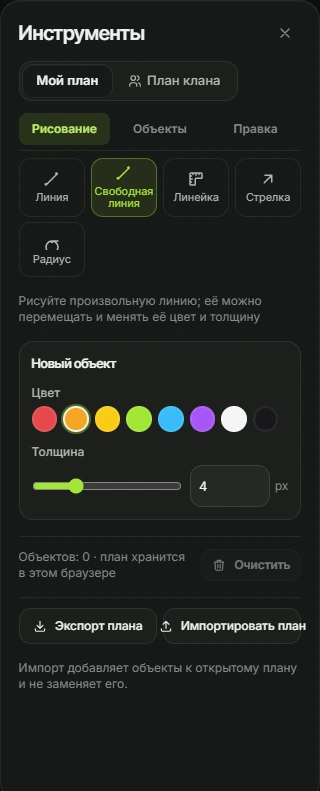 Инструменты
Мой план
План клана
Рисование
Объекты
Правка
Линия
Свободная
линия
Линейка
Стрелка
Радиус
Рисуйте произвольную линию; её можно
перемещать и менять её цвет и толщину
Новый объект
Цвет
Толщина
4
px
Объектов: 0 · план хранится
в этом браузере
Очистить
Экспорт плана
Импортировать план
Импорт добавляет объекты к открытому плану
и не заменяет его.